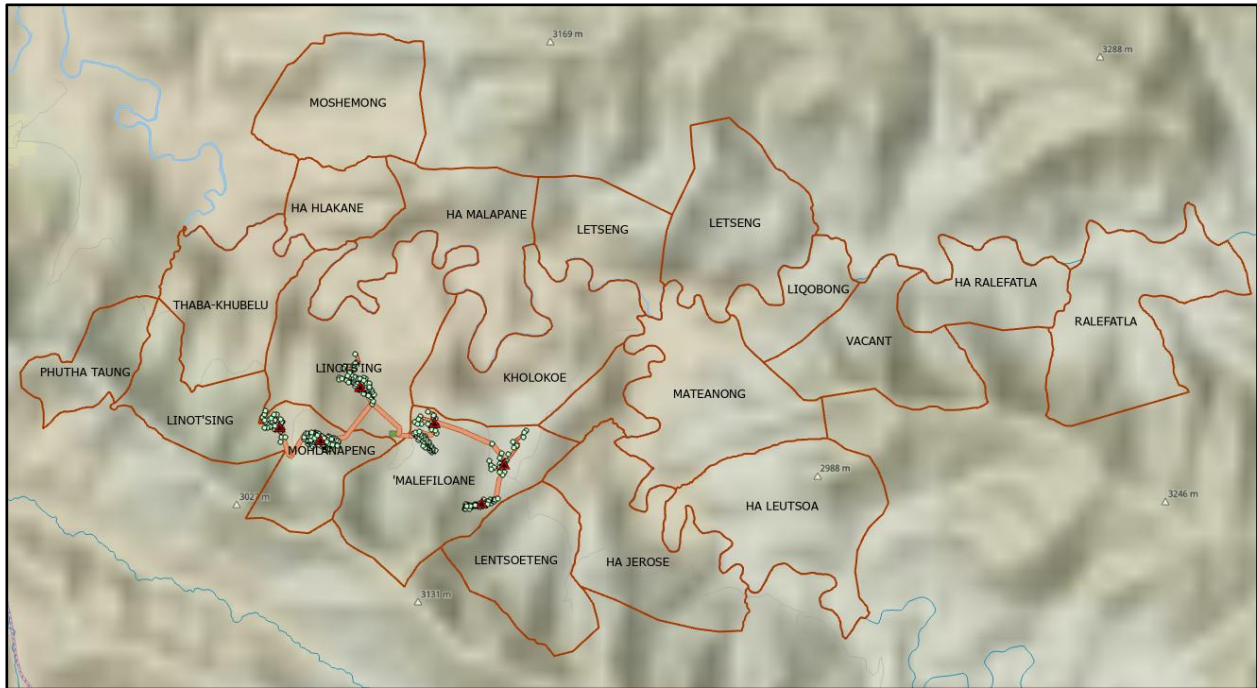 3169 m
3288 m
MOSHEMONG
HA HLAKANE
HA MALAPANE
LETSENG
LETSENG
THABA-KHUBELU
LIQOBONG
HA RALEFATLA
RALEFATLA
VACANT
PHUTHA TAUNG
LINOT'SING
KHOLOKOE
MATEANONG
LINOT'SING
MOHLANAPENG
'MALEFILOANE
2988 m
HA LEUTSOA
3246 m
LENTSOETENG
HA JEROSE
3131 m